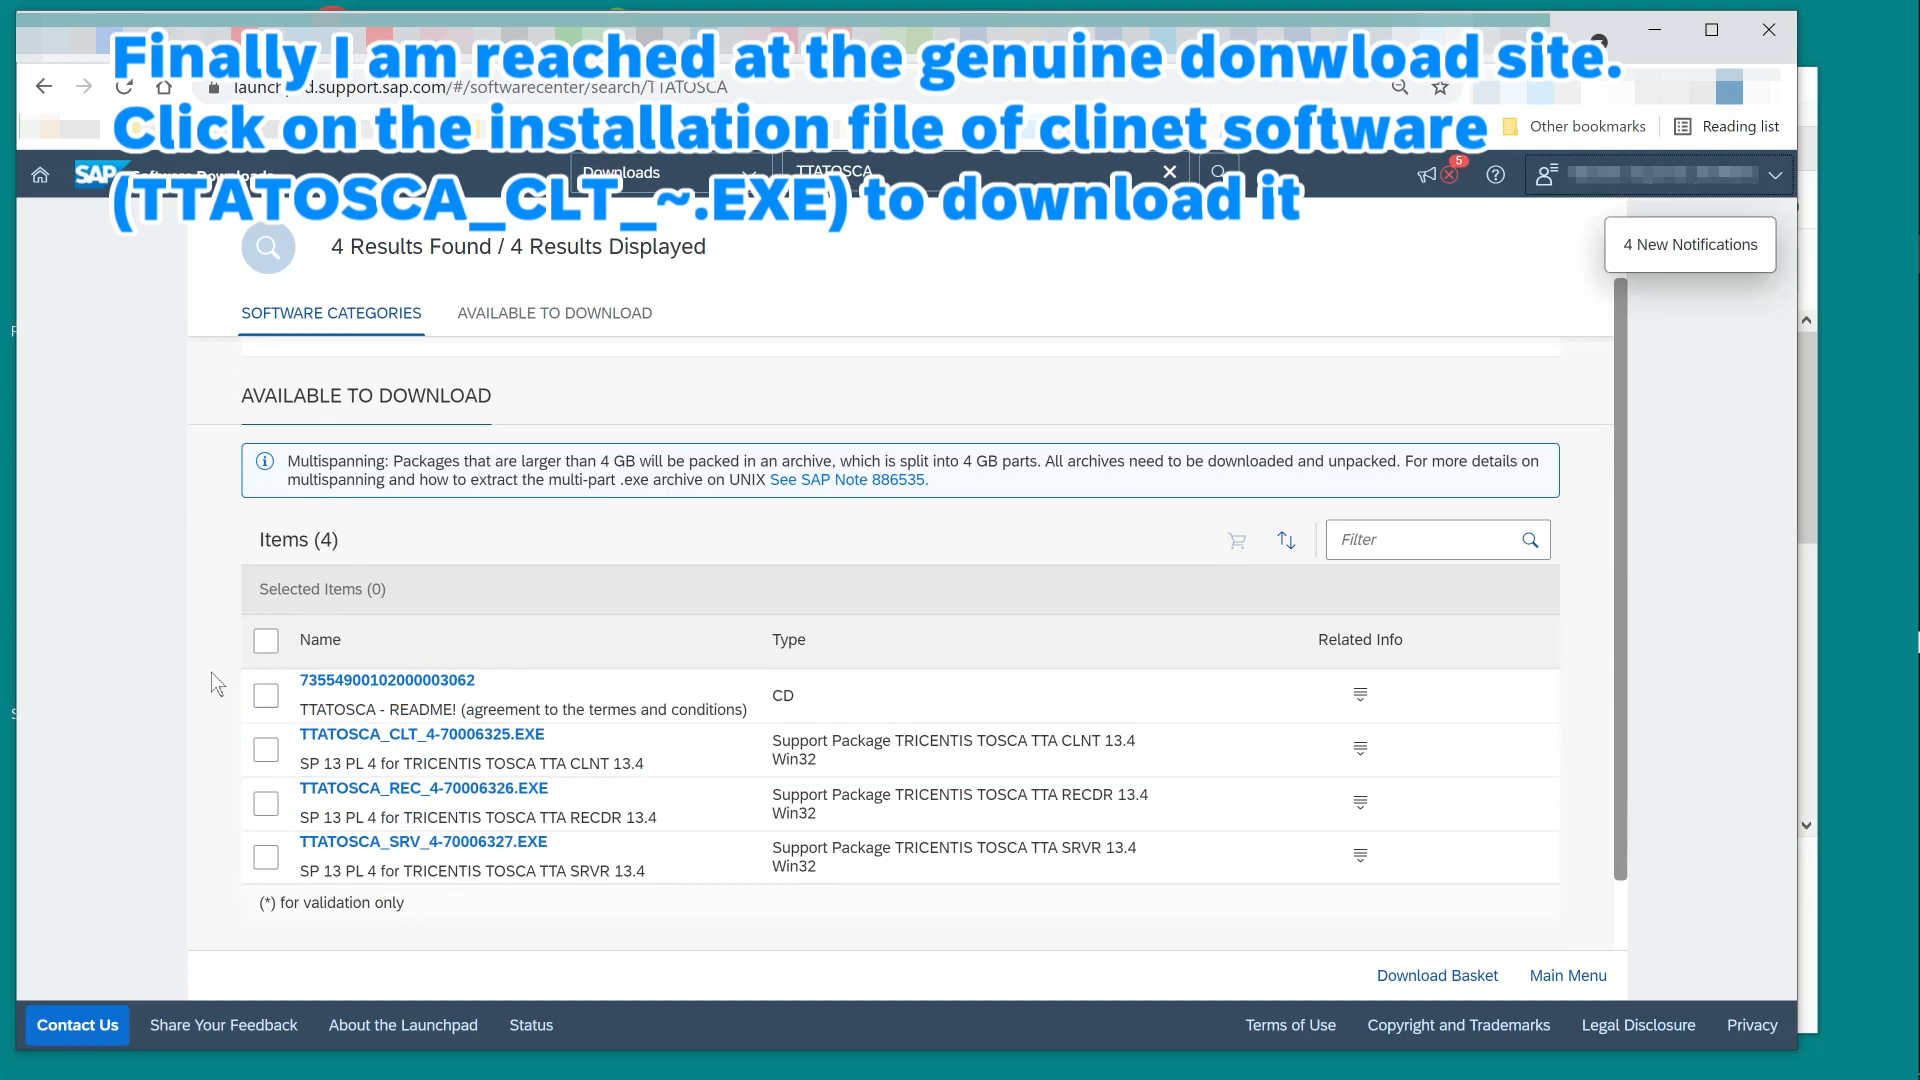 Finally I am reached at the genuine donwload site.
Click on the installation file of clinet software
(TTATOSCA_CLT_~.EXE) to download it
launch d.support.sap.com/#/softwarecenter/search/TTATOSCA
Other bookmarks
Reading list
SAP Software Downloads
Downloads
TTATOSCA
5
4 Results Found / 4 Results Displayed
4 New Notifications
SOFTWARE CATEGORIES
AVAILABLE TO DOWNLOAD
AVAILABLE TO DOWNLOAD
Multispanning: Packages that are larger than 4 GB will be packed in an archive, which is split into 4 GB parts. All archives need to be downloaded and unpacked. For more details on
multispanning and how to extract the multi-part .exe archive on UNIX See SAP Note 886535.
Items (4)
Filter
Selected Items (0)
Name
Type
Related Info
73554900102000003062
TTATOSCA - README! (agreement to the termes and conditions)
CD
TTATOSCA_CLT_4-70006325.EXE
SP 13 PL 4 for TRICENTIS TOSCA TTA CLNT 13.4
Support Package TRICENTIS TOSCA TTA CLNT 13.4
Win32
TTATOSCA_REC_4-70006326.EXE
SP 13 PL 4 for TRICENTIS TOSCA TTA RECDR 13.4
Support Package TRICENTIS TOSCA TTA RECDR 13.4
Win32
TTATOSCA_SRV_4-70006327.EXE
SP 13 PL 4 for TRICENTIS TOSCA TTA SRVR 13.4
Support Package TRICENTIS TOSCA TTA SRVR 13.4
Win32
(*) for validation only
Download Basket
Main Menu
Contact Us
Share Your Feedback
About the Launchpad
Status
Terms of Use
Copyright and Trademarks
Legal Disclosure
Privacy